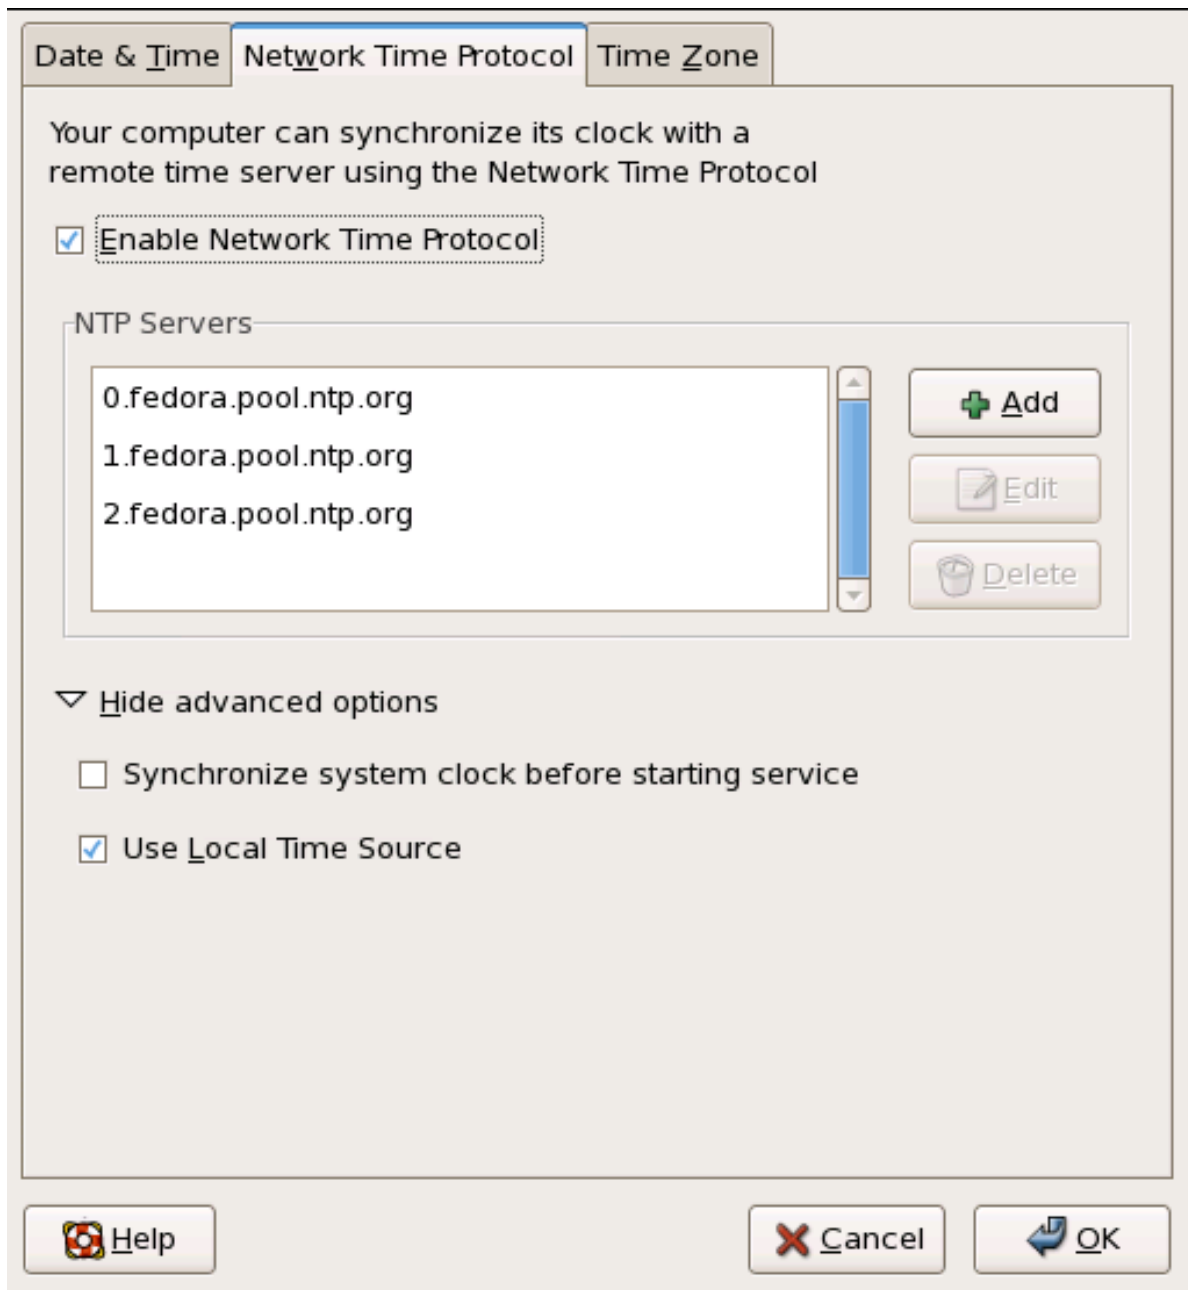 Date & Time
Network Time Protocol
Time Zone
Your computer can synchronize its clock with a
remote time server using the Network Time Protocol
Enable Network Time Protocol
NTP Servers
0.fedora.pool.ntp.org
1.fedora.pool.ntp.org
2.fedora.pool.ntp.org
Add
Edit
Delete
Hide advanced options
Synchronize system clock before starting service
Use Local Time Source
Help
Cancel
OK